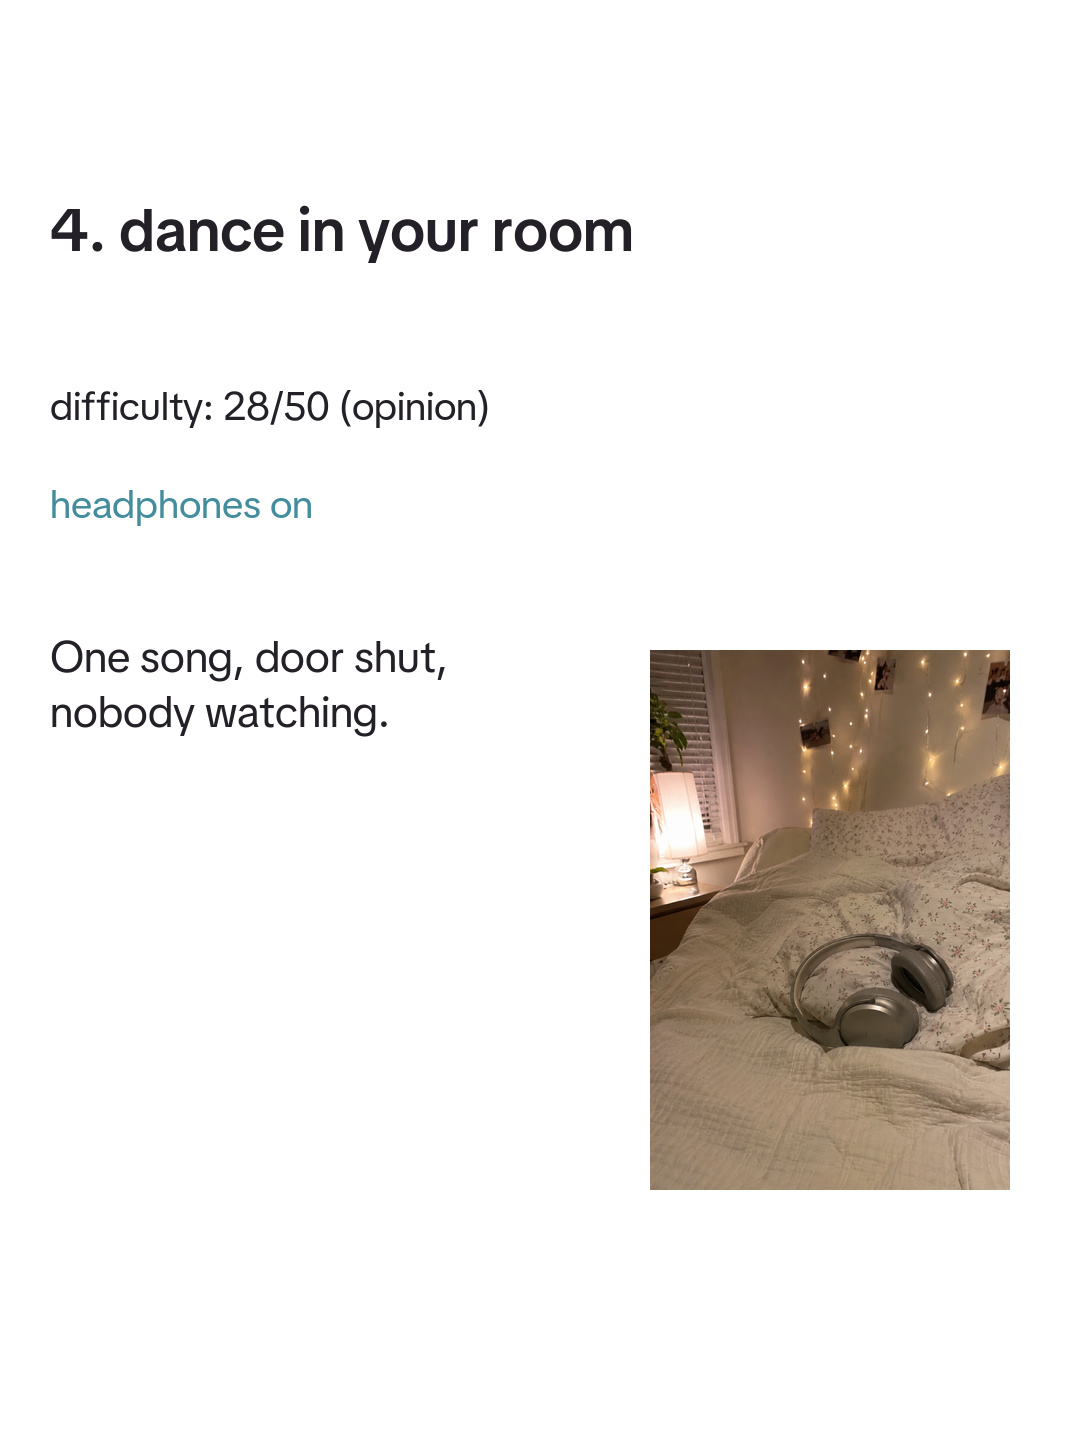 4. dance in your room
difficulty: 28/50 (opinion)
headphones on
One song, door shut,
nobody watching.